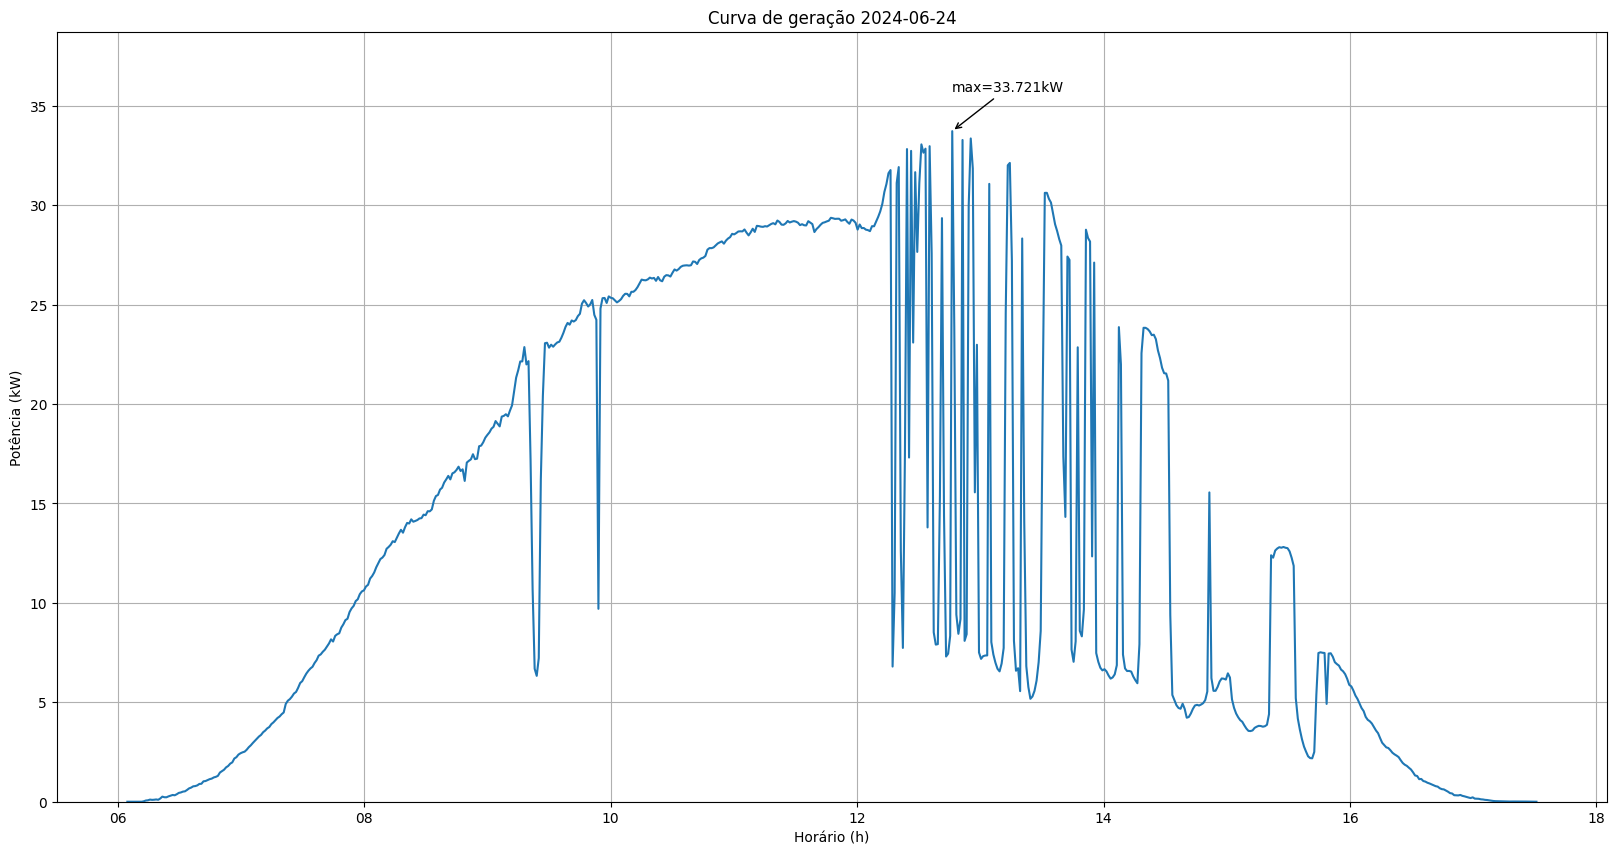 Curva de geração 2024-06-24
max=33.721kW
Potência (kW)
35
30
25
20
15
10
5
0
06 08 10 12 14 16 18
Horário (h)